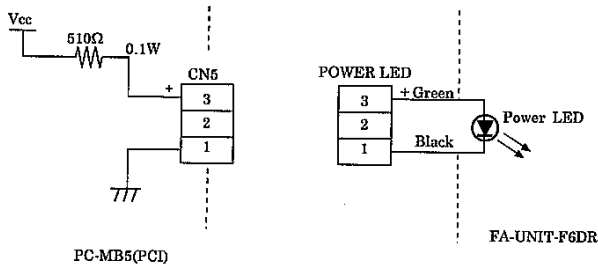 Vcc
510Ω
0.1W
CN5
+
3
2
1
PC-MB5(PCI)
POWER LED
3
2
1
+Green
Black
Power LED
FA-UNIT-F6DR